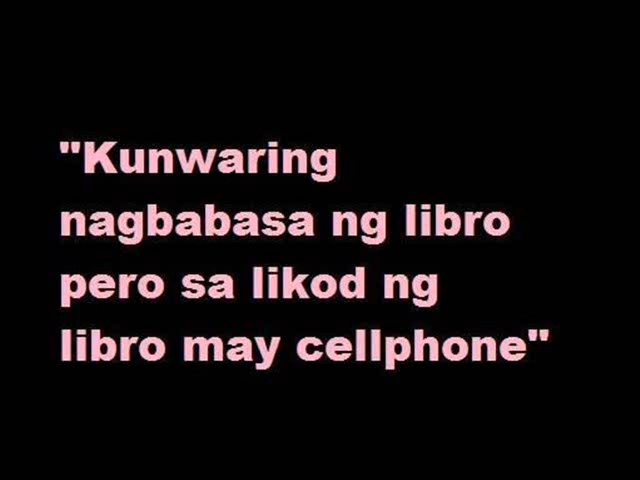 "Kunwaring
nagbabasa ng libro
pero sa likod ng
libro may cellphone"